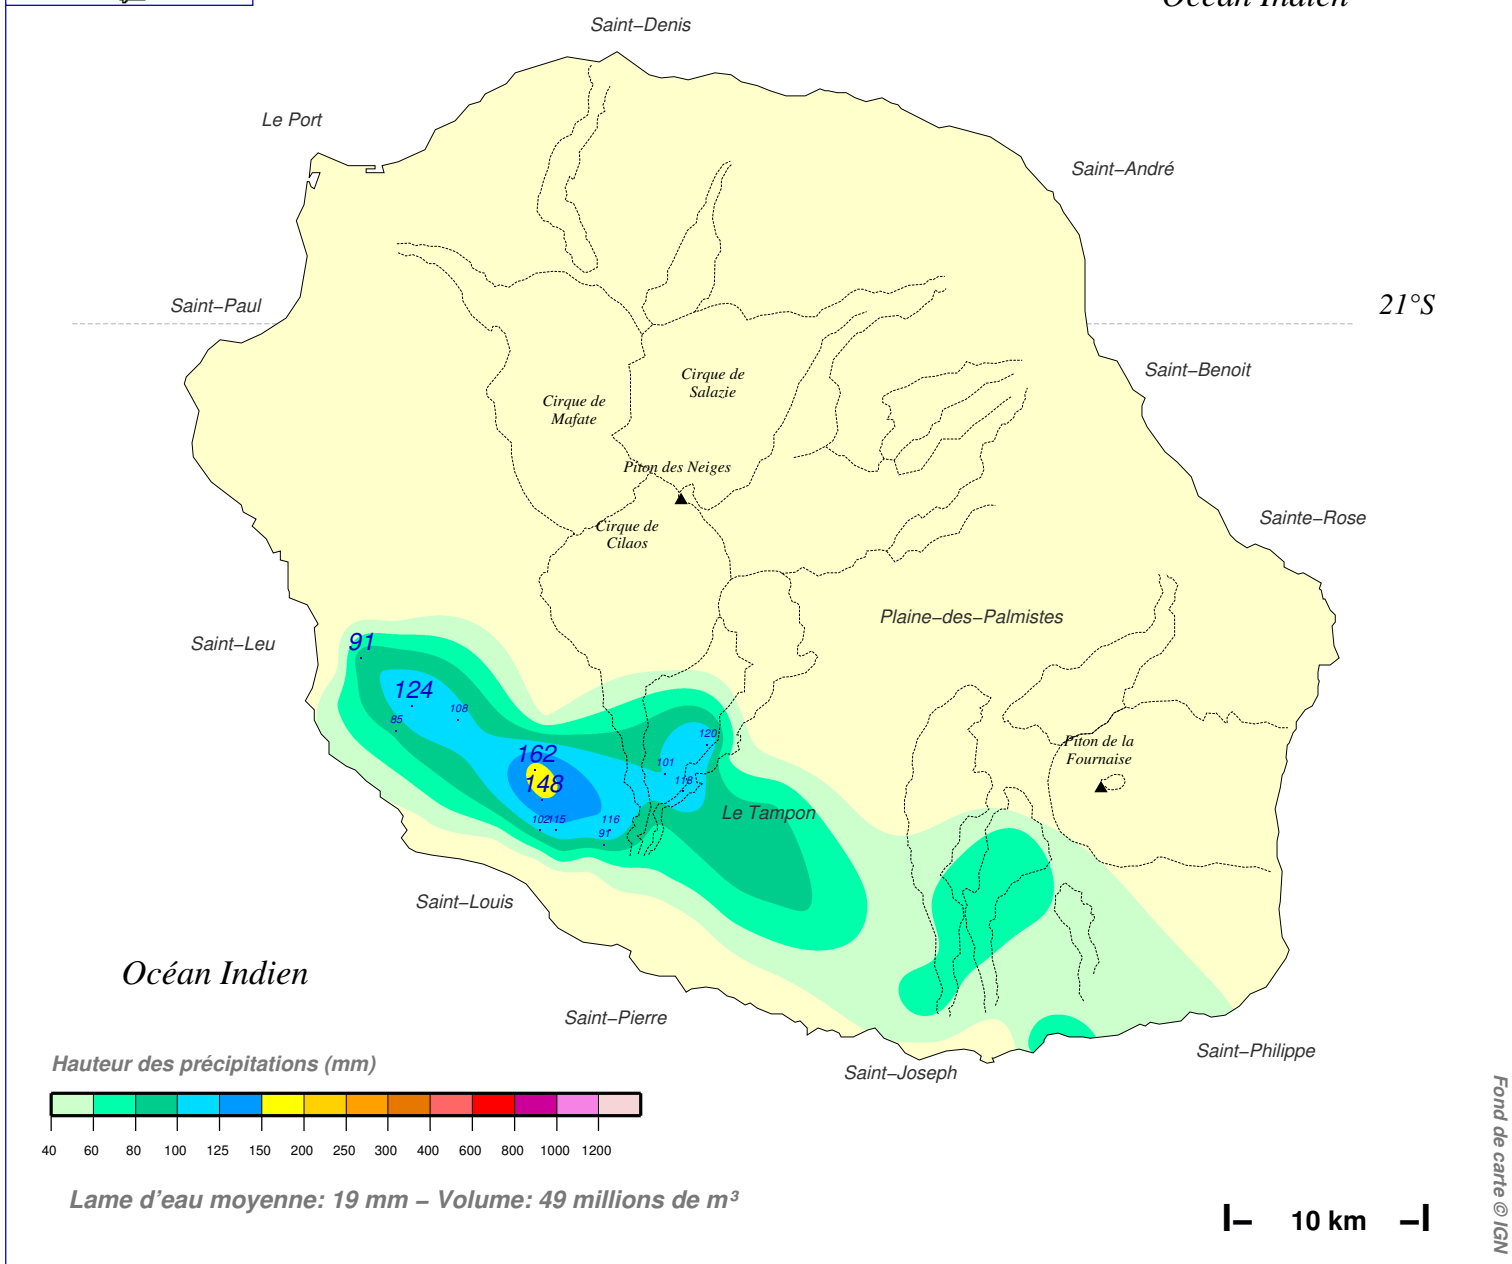 Océan Indien
Saint–Denis
Le Port
Saint–André
Saint–Paul
21°S
Saint–Benoit
Cirque de
Salazie
Cirque de
Mafate
Piton des Neiges
Cirque de
Cilaos
Sainte–Rose
Plaine–des–Palmistes
Saint–Leu
91
124
108
85
120
162
101
118
148
Piton de la
Fournaise
Le Tampon
102
115
116
91
Saint–Louis
Océan Indien
Saint–Pierre
Saint–Philippe
Saint–Joseph
Hauteur des précipitations (mm)
40 60 80 100 125 150 200 250 300 400 600 800 1000 1200
Lame d'eau moyenne: 19 mm – Volume: 49 millions de m³
10 km
Fond de carte © IGN